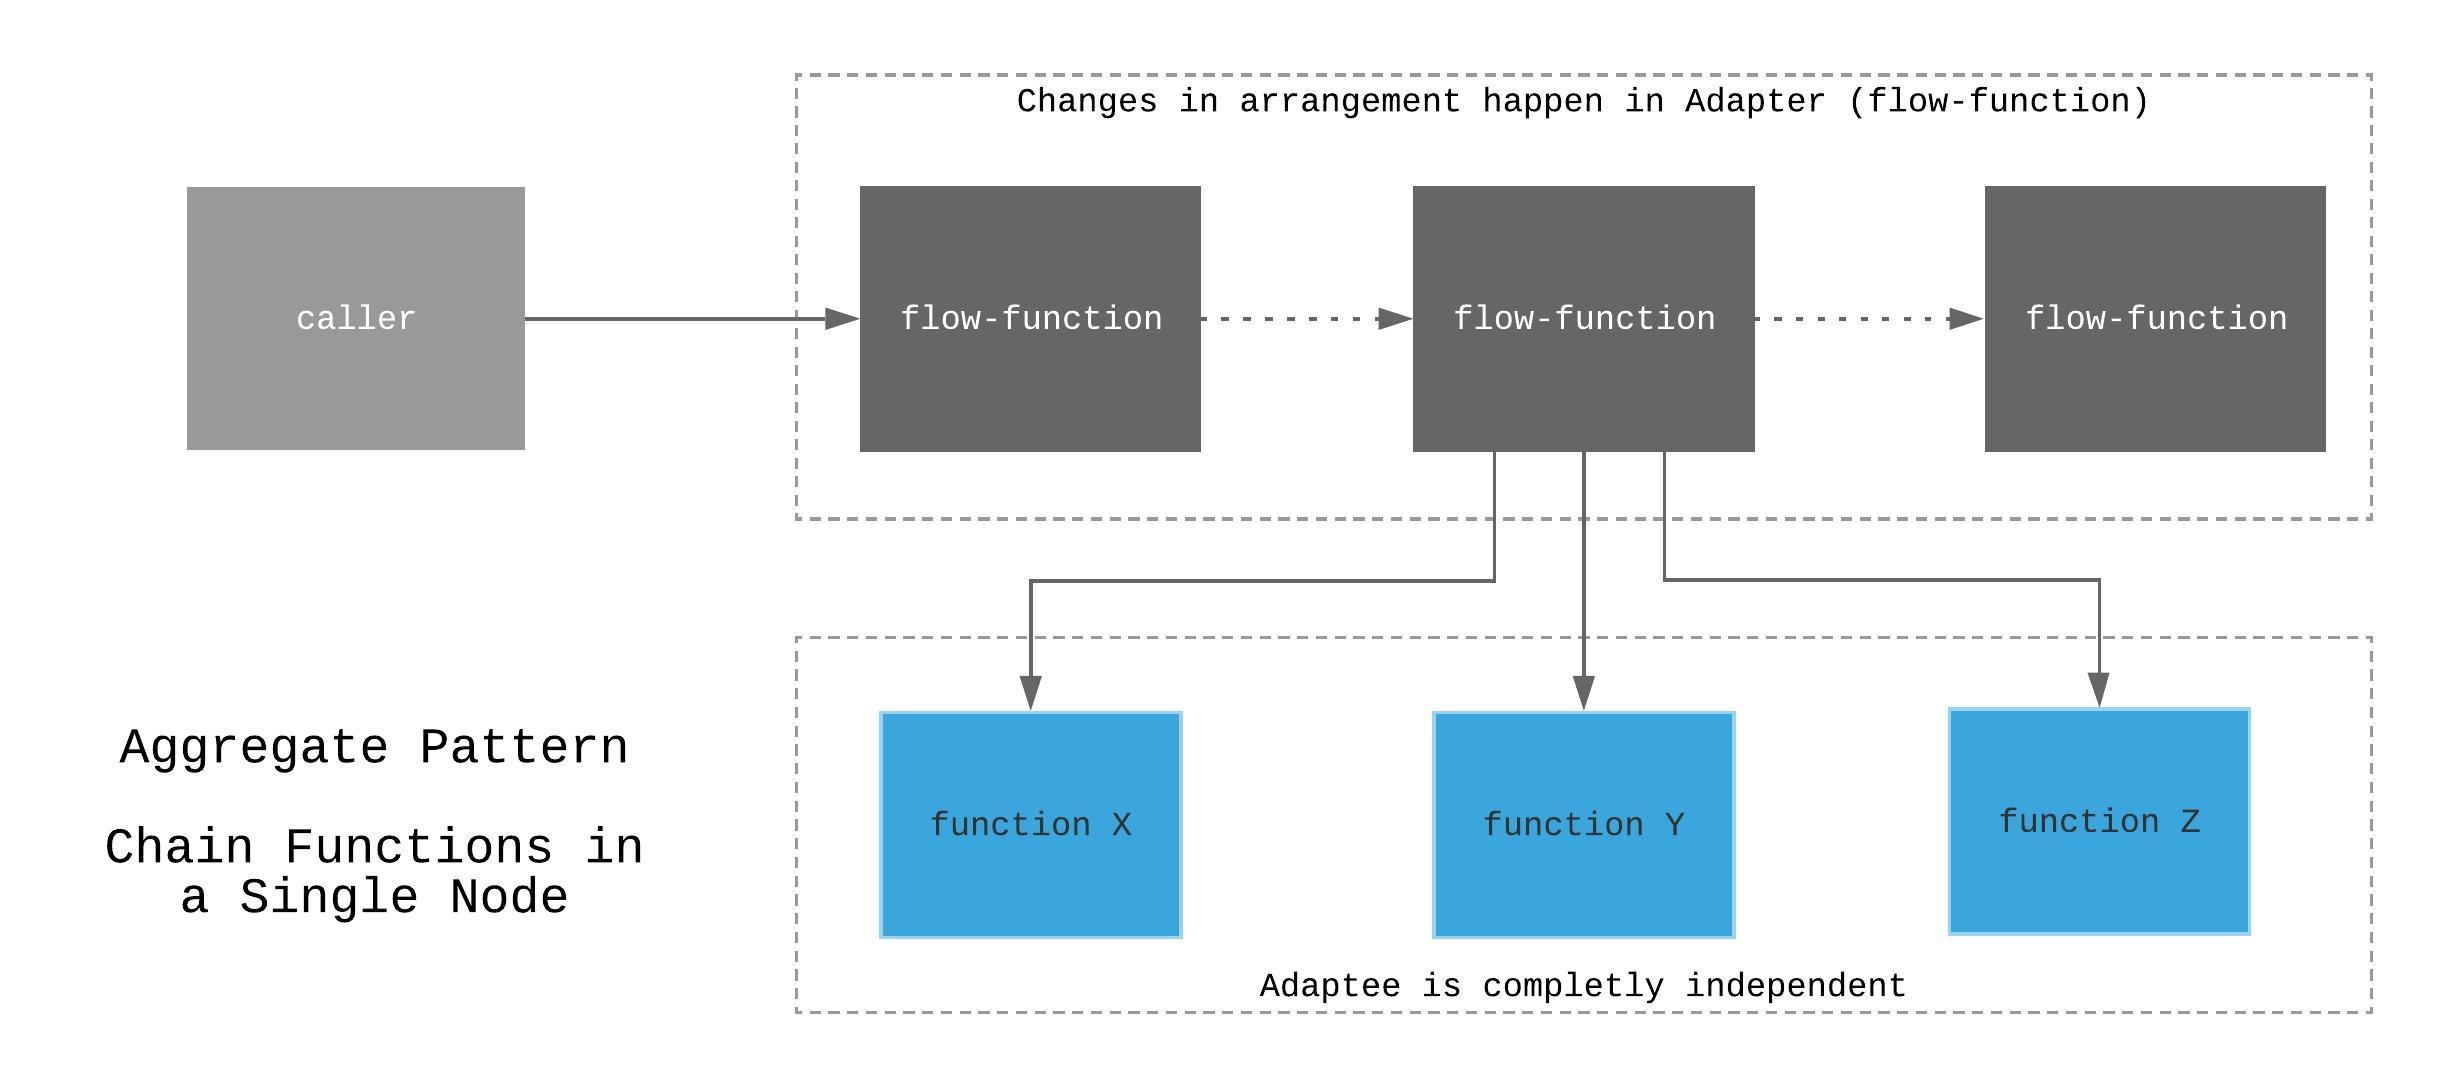 Changes in arrangement happen in Adapter (flow-function)
caller
flow-function
flow-function
flow-function
Aggregate Pattern
Chain Functions in
a Single Node
function X
function Y
function Z
Adaptee is completly independent